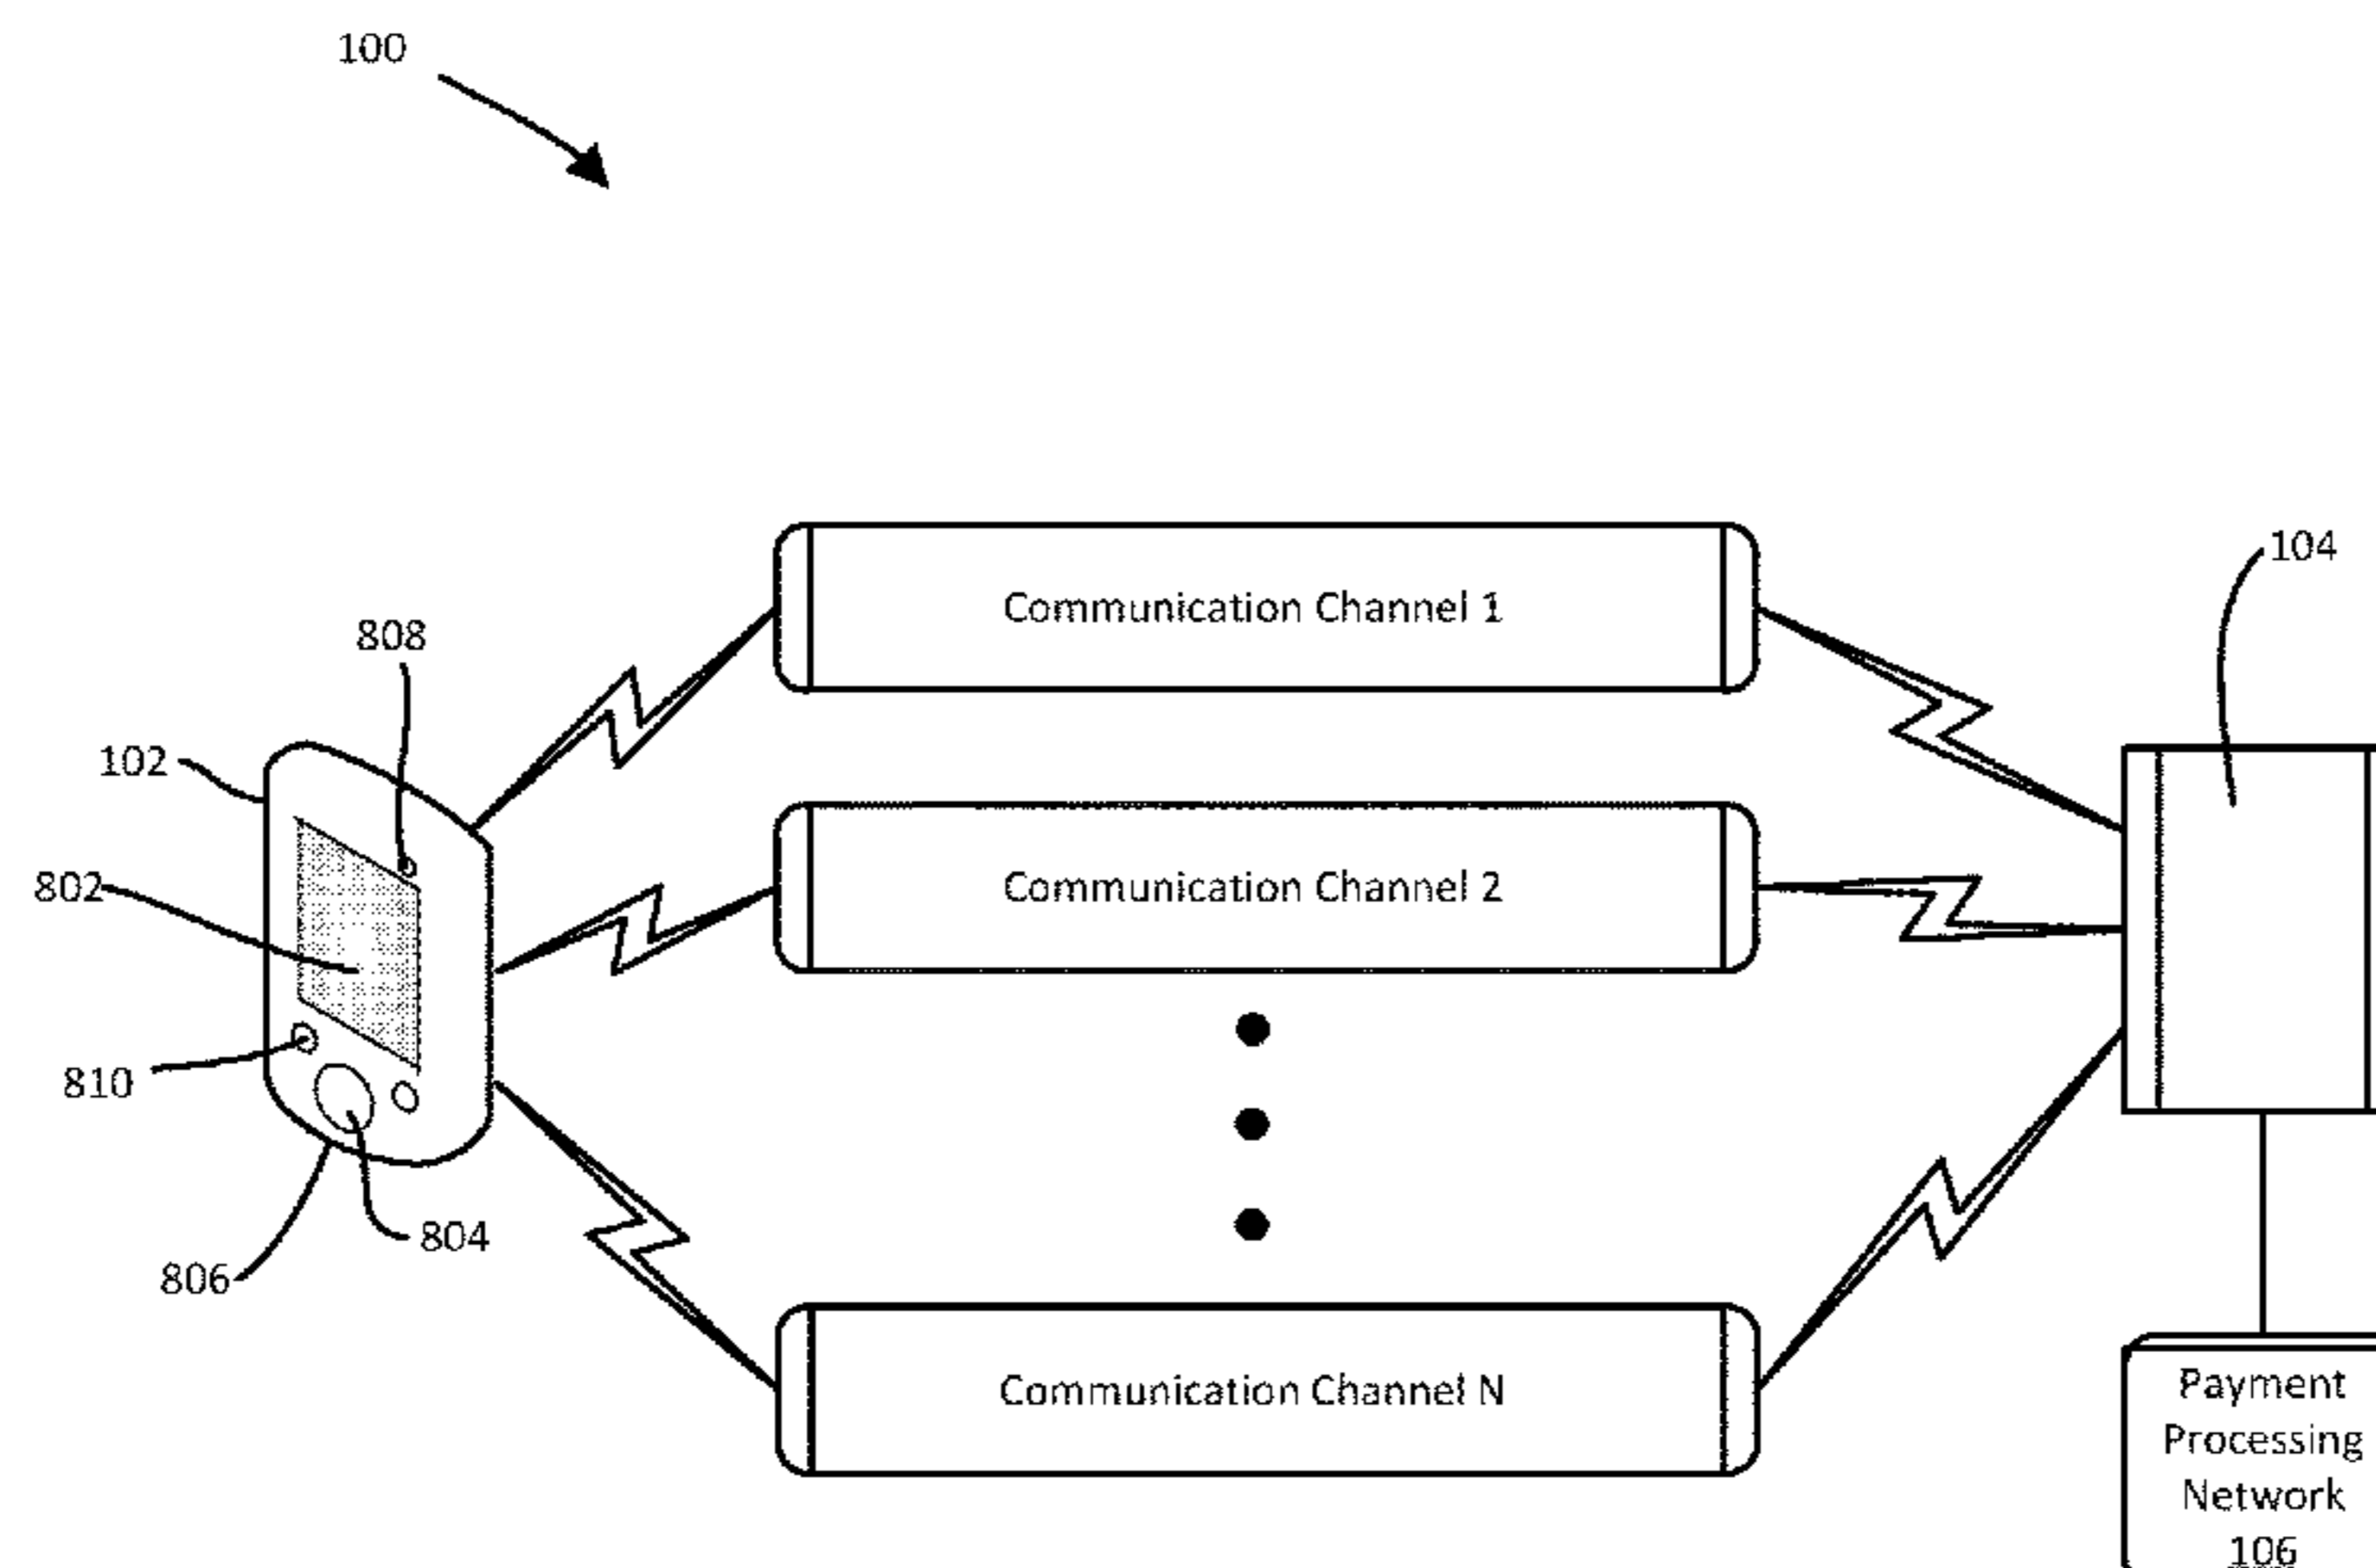 100
104
Communication Channel 1
808
102
802
Communication Channel 2
810
804
806
Communication Channel N
Payment
Processing
Network
106